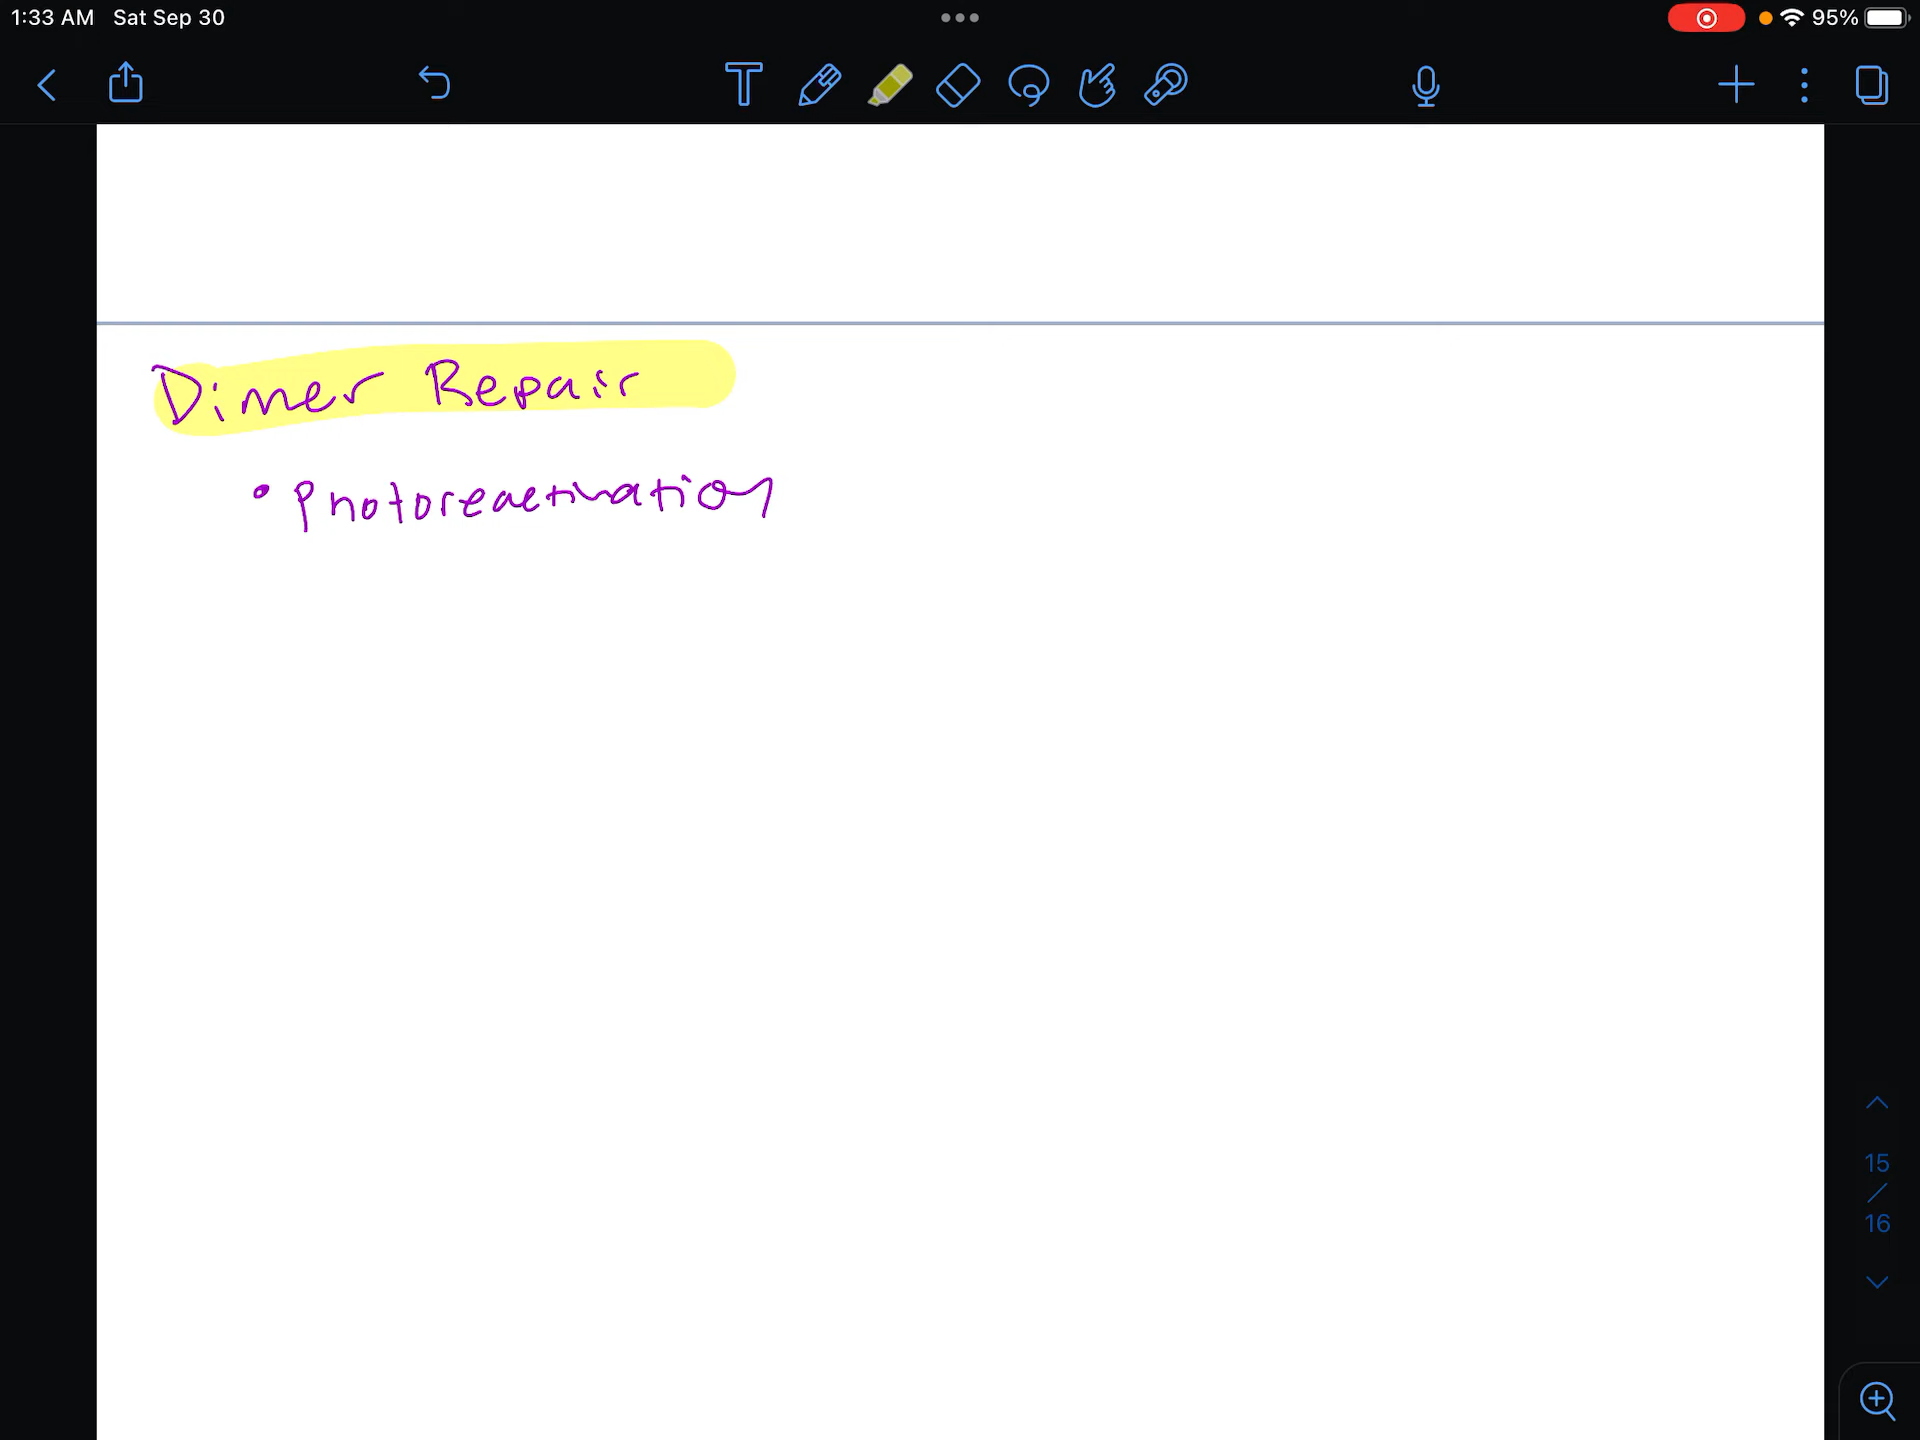 1:33 AM Sat Sep 30
95%
Dimer Repair
• Photoreactivation
15
/
16